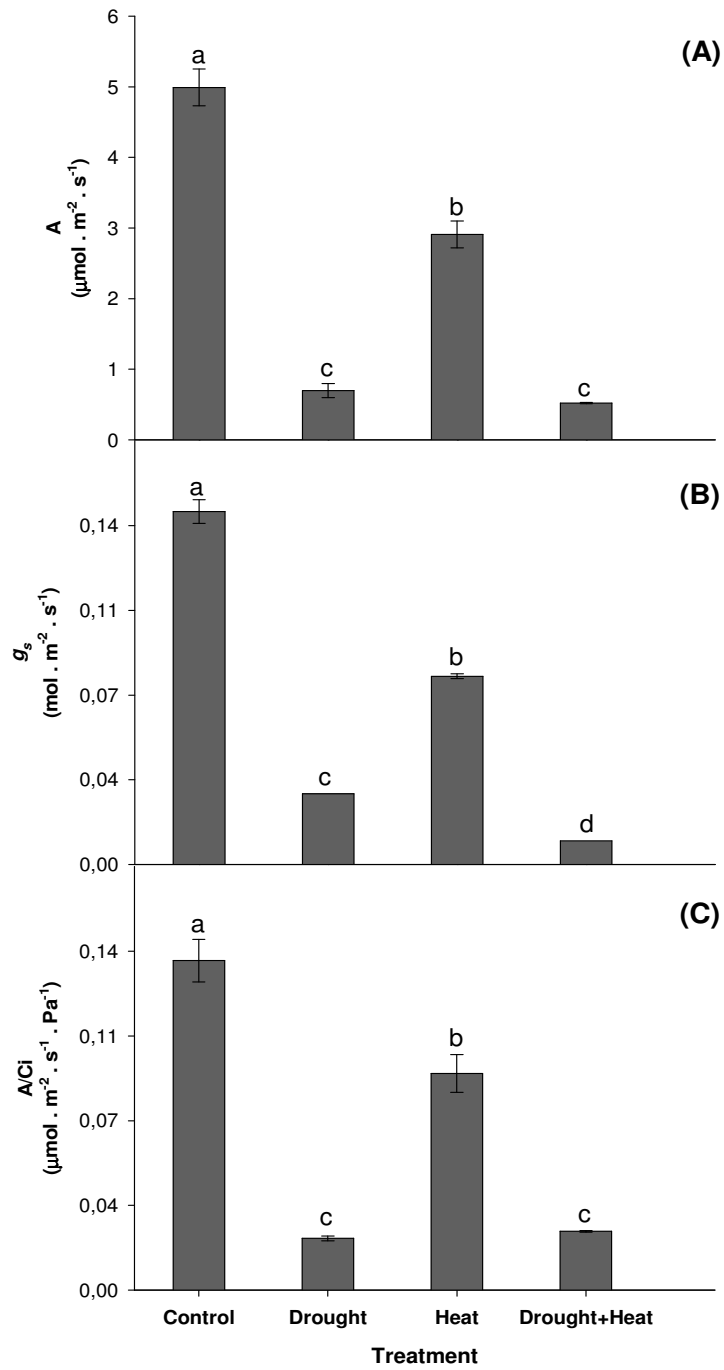 6
(A)
a
5
4
A
(μmol . m-2 . s-1)
b
3
2
c
1
c
0
(B)
a
0,14
0,11
gs
(mol . m-2 . s-1)
b
0,07
0,04
c
d
0,00
(C)
a
0,14
0,11
A/Ci
(μmol . m-2 . s-1 . Pa-1)
b
0,07
0,04
c
c
0,00
Control Drought Heat Drought+Heat
Treatment